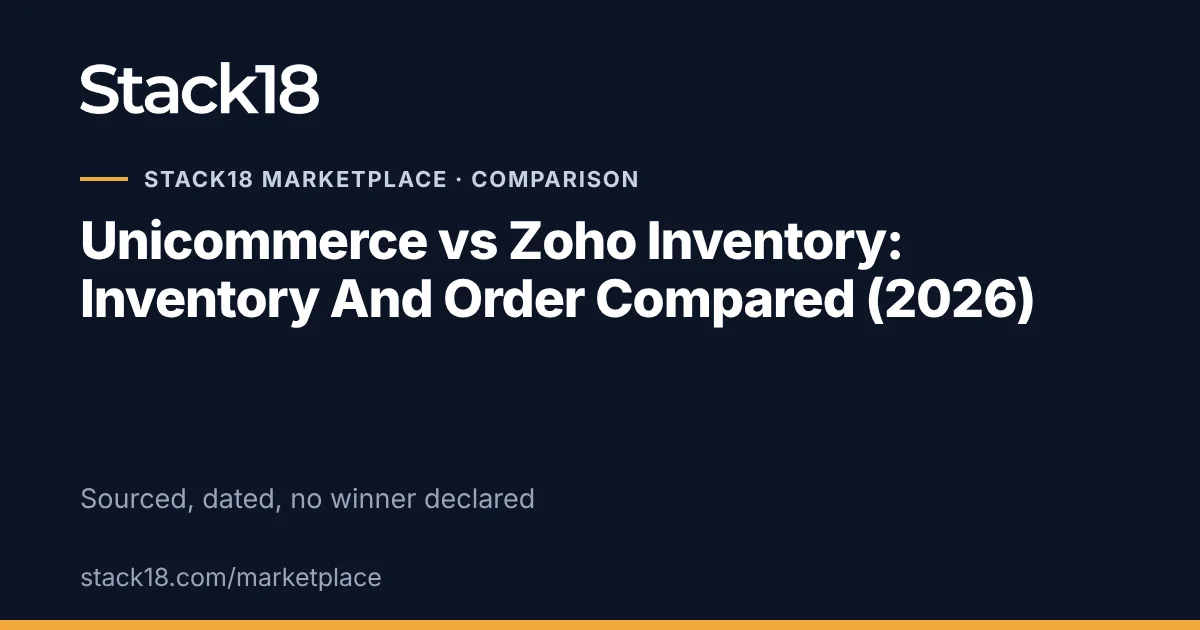 Stack18
STACK18 MARKETPLACE · COMPARISON
Unicommerce vs Zoho Inventory:
Inventory And Order Compared (2026)
Sourced, dated, no winner declared
stack18.com/marketplace